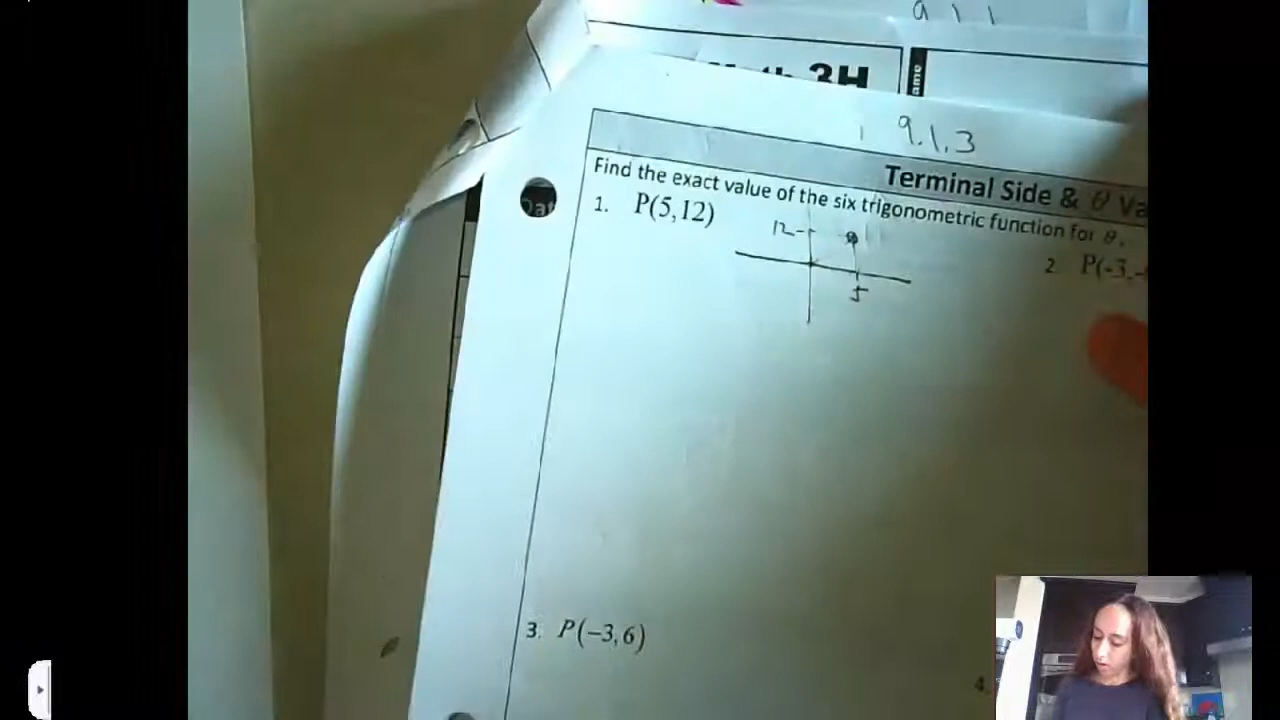 3H
9.1.3
Terminal Side & θ
Find the exact value of the six trigonometric function for θ.
1. P(5,12)
12
5
2. P(-3,-
3. P(-3,6)
4.